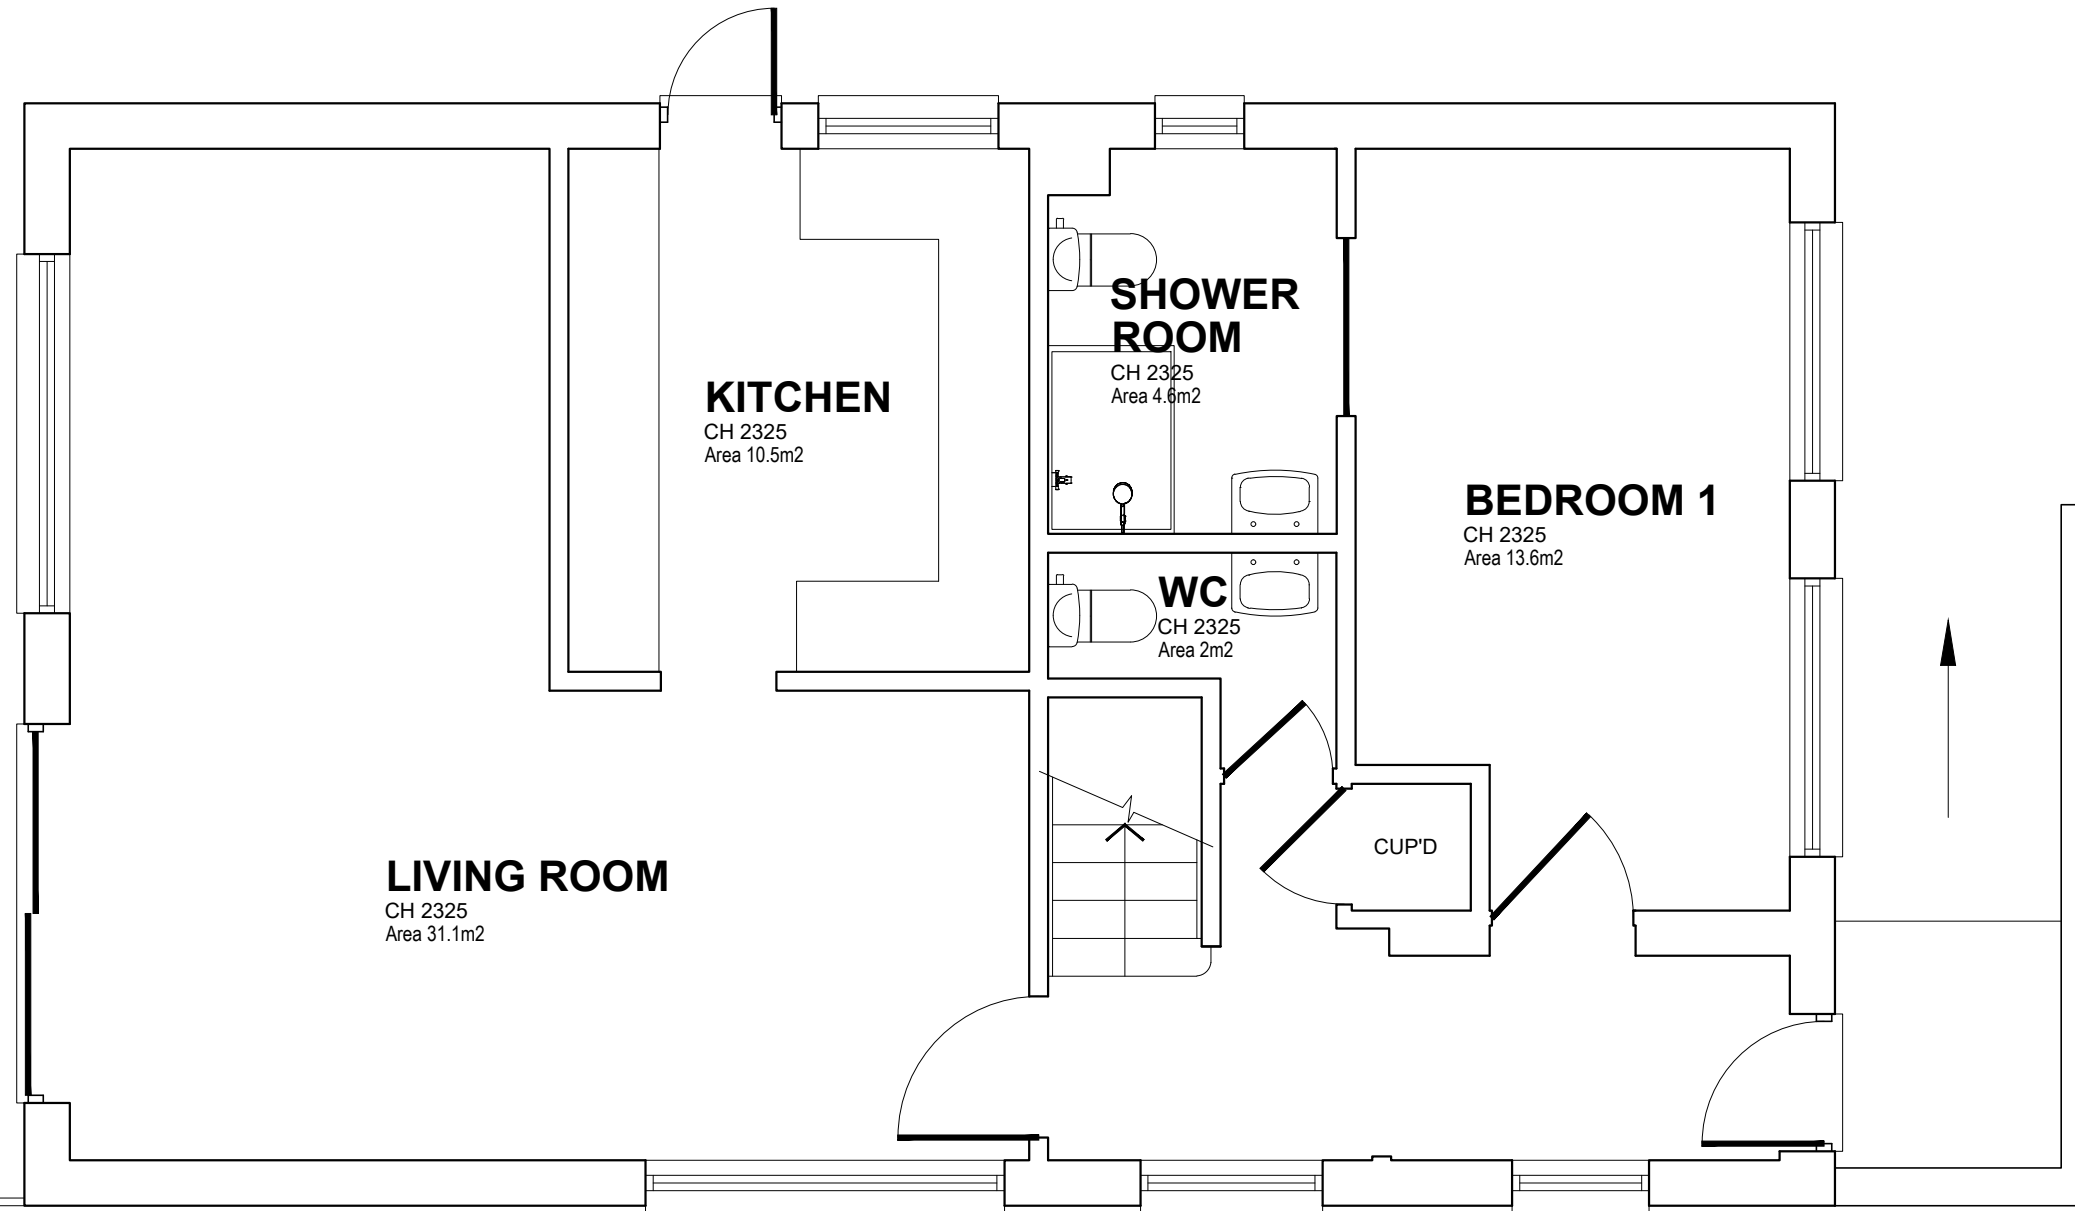 SHOWER
ROOM
CH 2325
Area 4.6m2
KITCHEN
CH 2325
Area 10.5m2
BEDROOM 1
CH 2325
Area 13.6m2
WC
CH 2325
Area 2m2
CUP'D
LIVING ROOM
CH 2325
Area 31.1m2